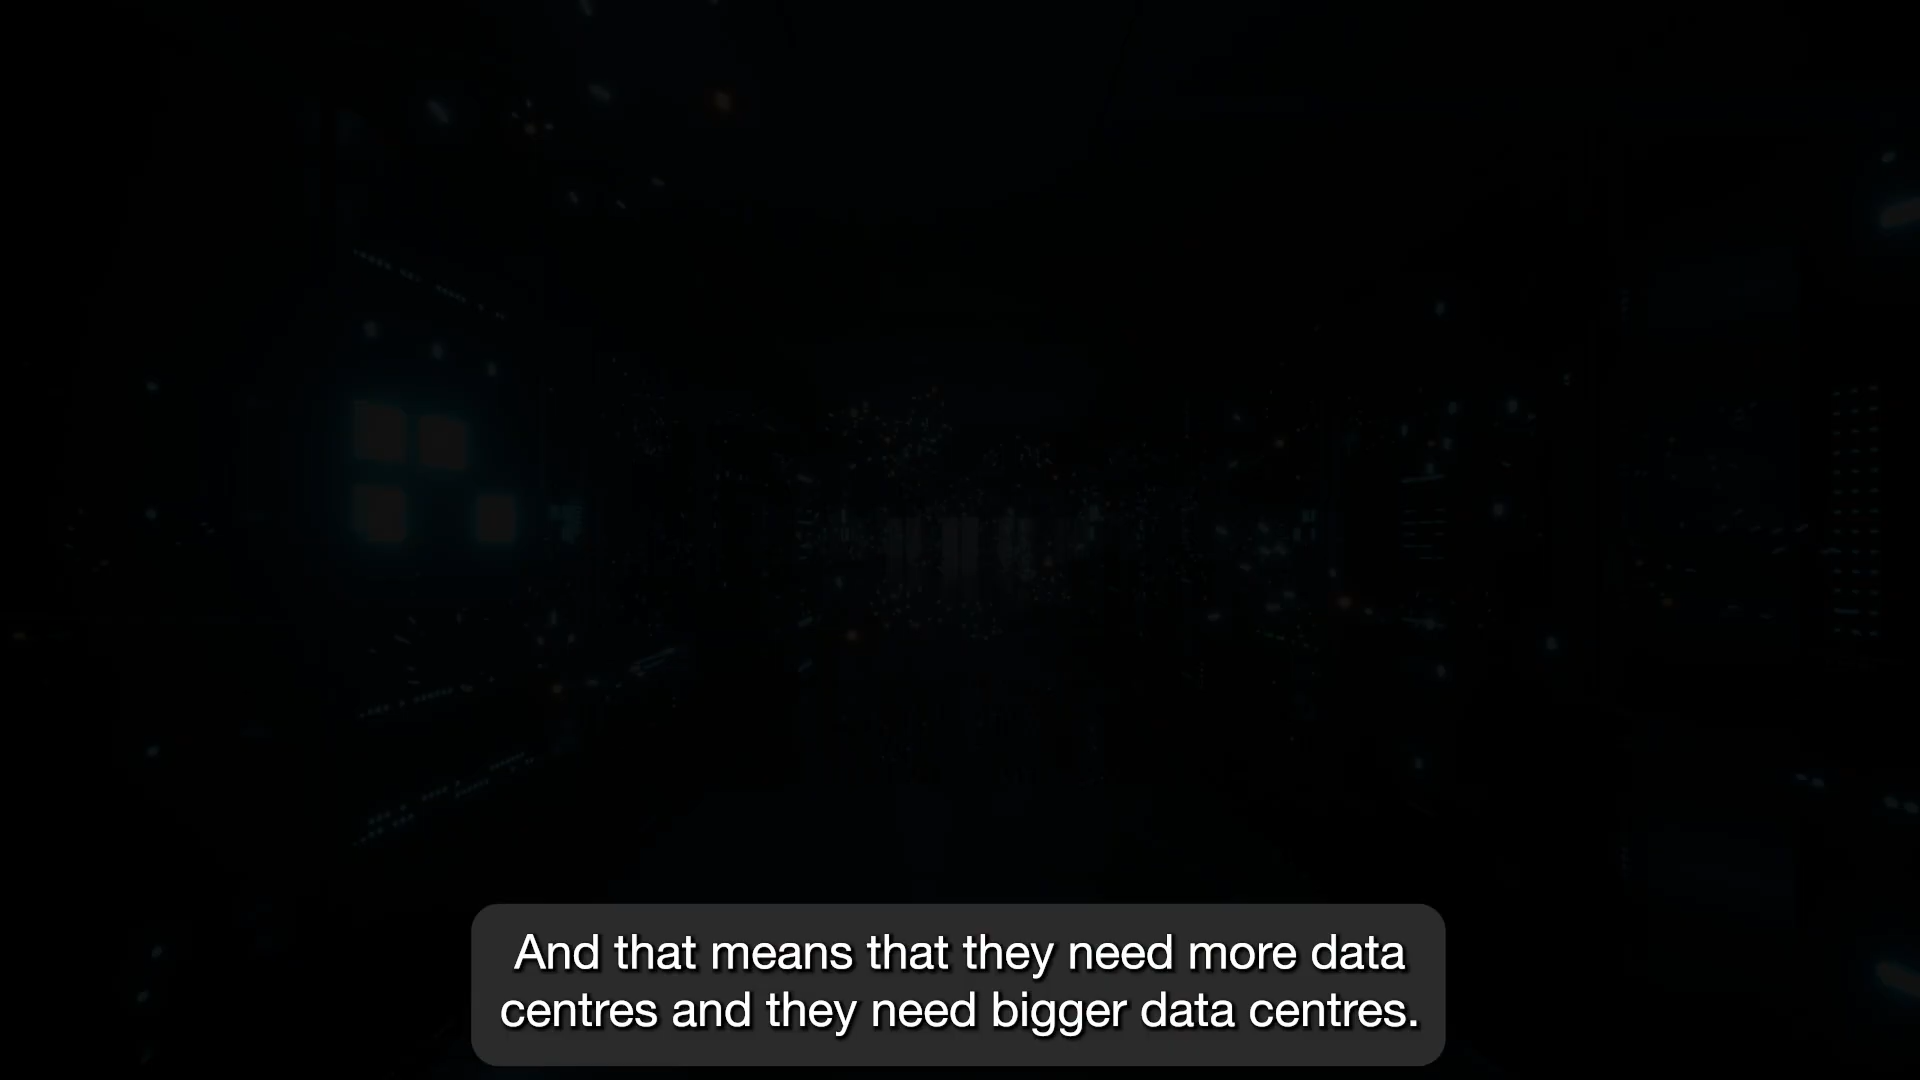 And that means that they need more data
centres and they need bigger data centres.